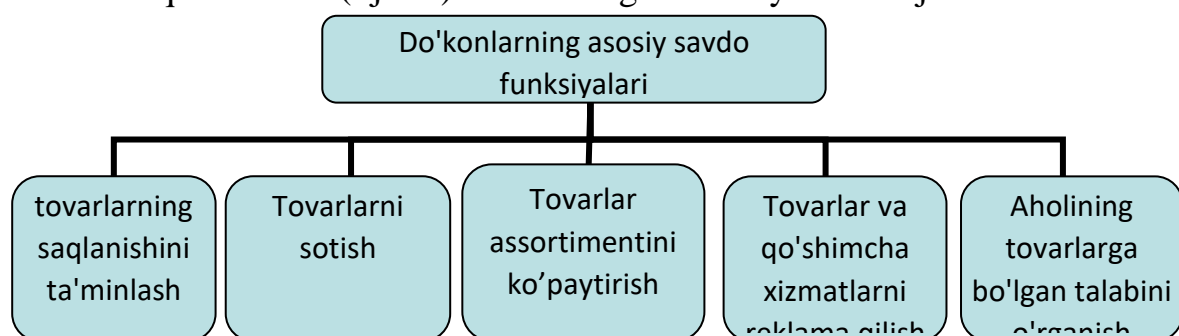 Do'konlarning asosiy savdo
funksiyalari
tovarlarning
saqlanishini
ta'minlash
Tovarlarni
sotish
Tovarlar
assortimentini
ko’paytirish
Tovarlar va
qo'shimcha
xizmatlarni
reklama qilish
Aholining
tovarlarga
bo'lgan talabini
o'rganish